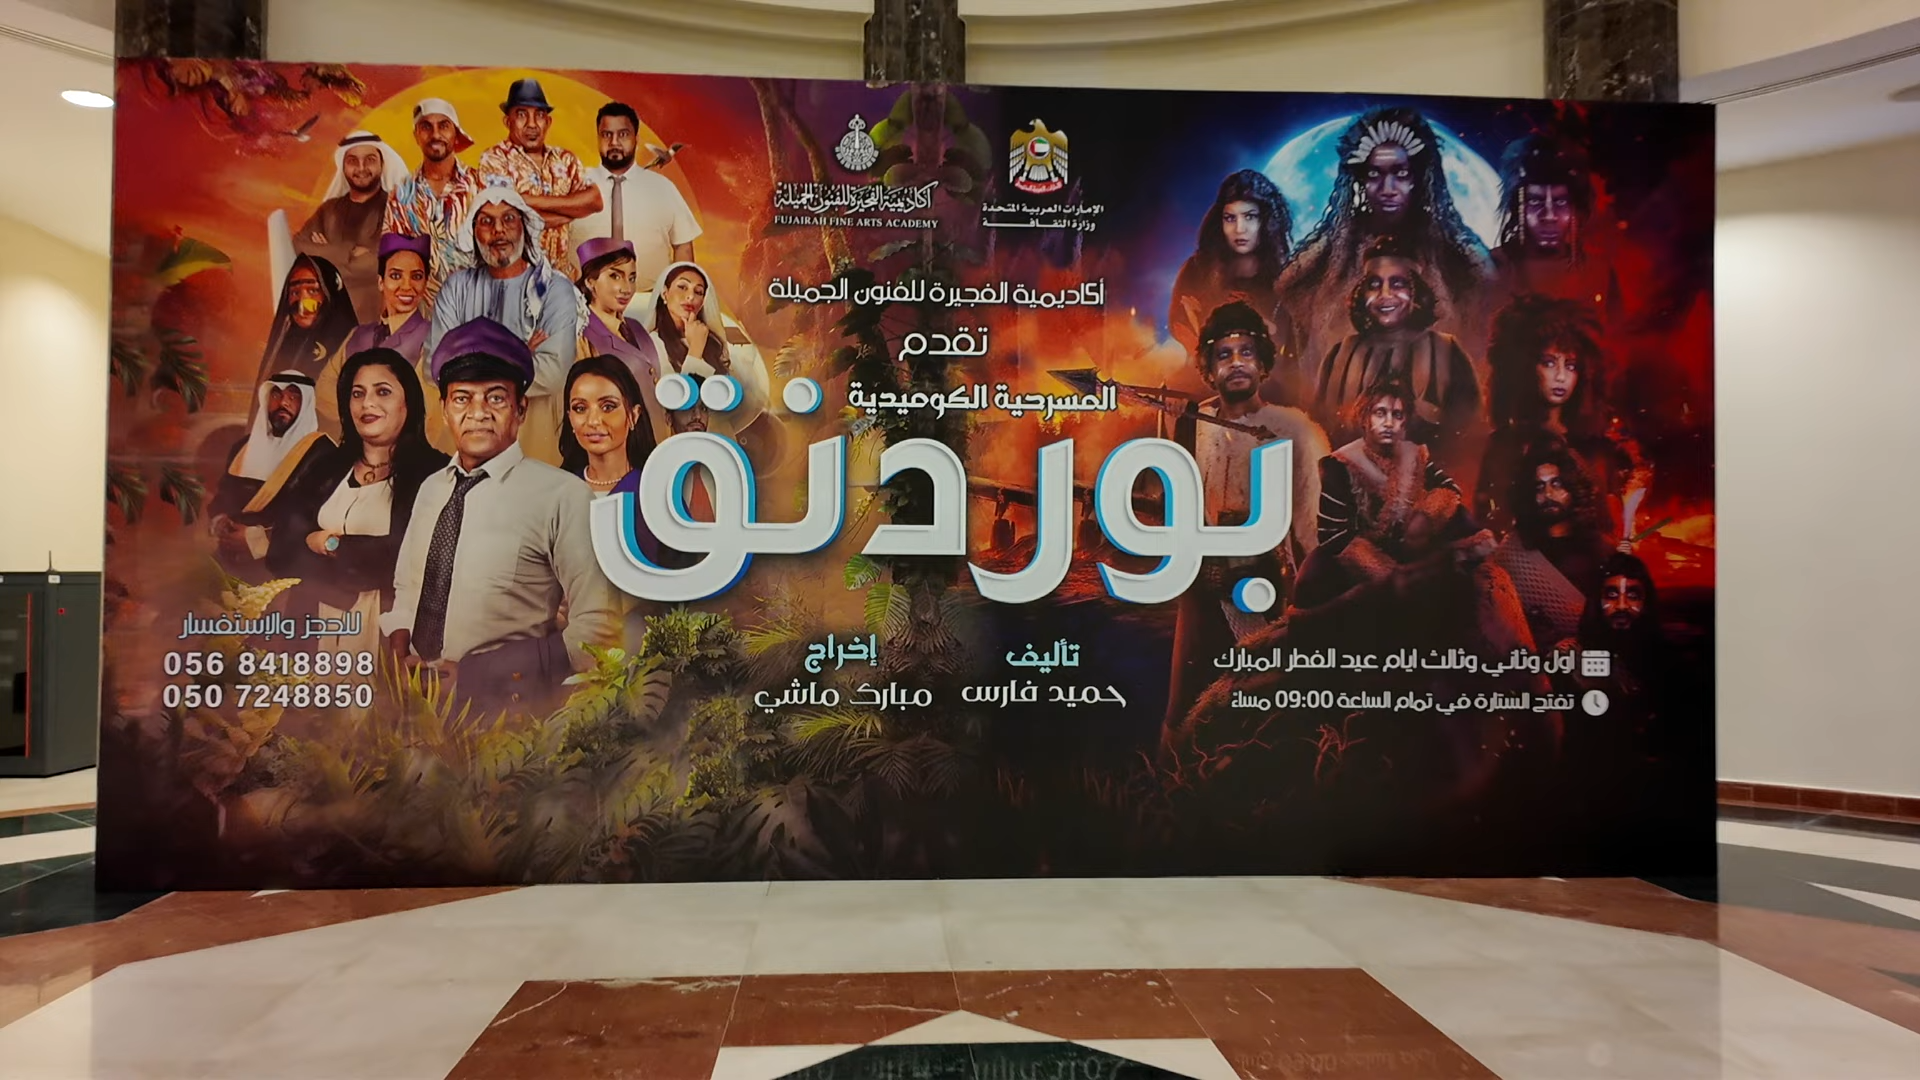 أكاديمية الفجيرة للفنون الجميلة
FUJAIRAH FINE ARTS ACADEMY
الإمارات العربية المتحدة
وزارة الثقافة
أكاديمية الفجيرة للفنون الجميلة
تقدم
المسرحية الكوميدية
بوردنق
تأليف
حميد فارس
إخراج
مبارك ماشي
اول وثاني وثالث ايام عيد الفطر المبارك
تفتح الستارة في تمام الساعة 09:00 مساءً
للحجز والإستفسار
056 8418898
050 7248850